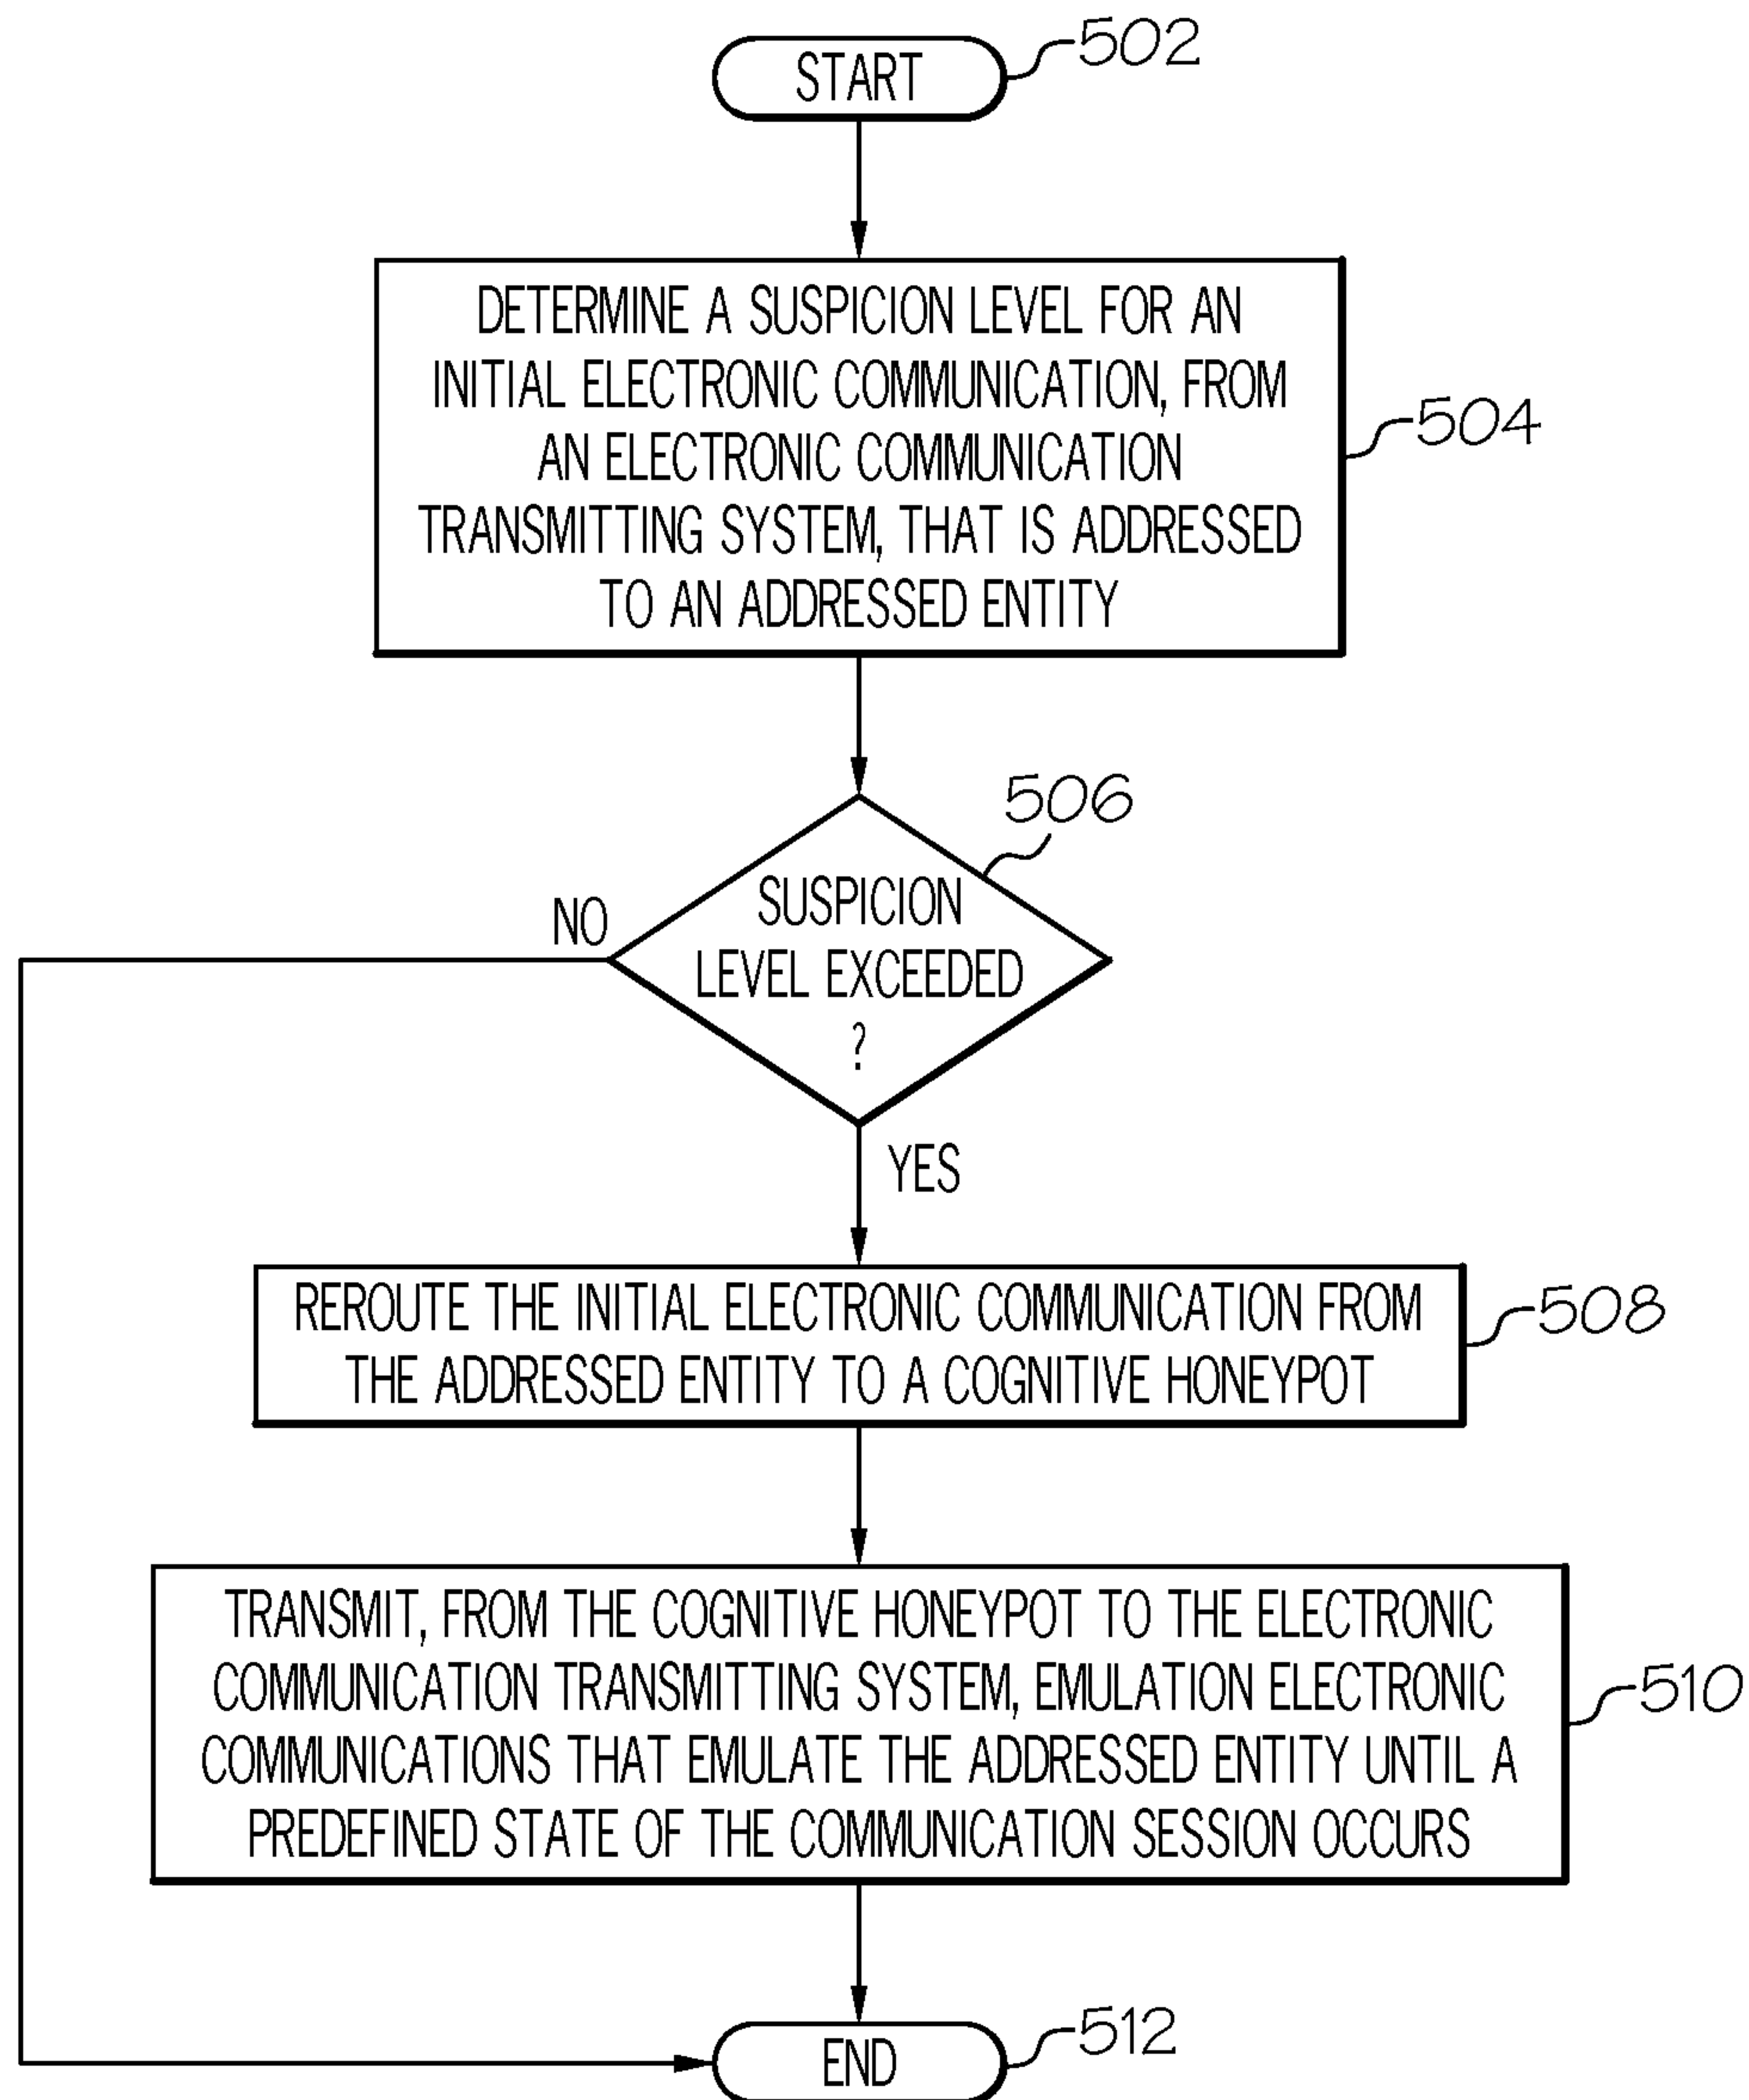 START
502
DETERMINE A SUSPICION LEVEL FOR AN
INITIAL ELECTRONIC COMMUNICATION, FROM
AN ELECTRONIC COMMUNICATION
TRANSMITTING SYSTEM, THAT IS ADDRESSED
TO AN ADDRESSED ENTITY
504
506
SUSPICION
LEVEL EXCEEDED
?
NO
YES
REROUTE THE INITIAL ELECTRONIC COMMUNICATION FROM
THE ADDRESSED ENTITY TO A COGNITIVE HONEYPOT
508
TRANSMIT, FROM THE COGNITIVE HONEYPOT TO THE ELECTRONIC
COMMUNICATION TRANSMITTING SYSTEM, EMULATION ELECTRONIC
COMMUNICATIONS THAT EMULATE THE ADDRESSED ENTITY UNTIL A
PREDEFINED STATE OF THE COMMUNICATION SESSION OCCURS
510
END
512